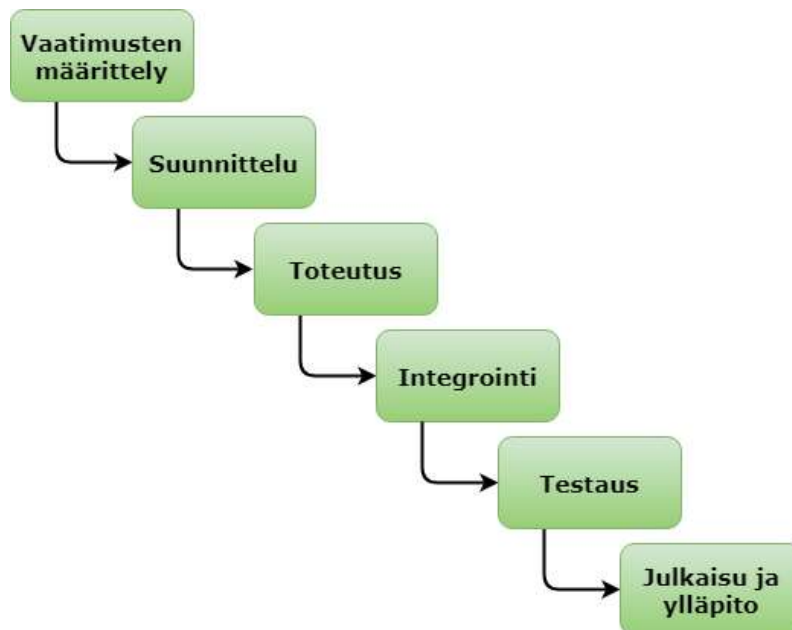 Vaatimusten
määrittely
Suunnittelu
Toteutus
Integrointi
Testaus
Julkaisu ja
ylläpito